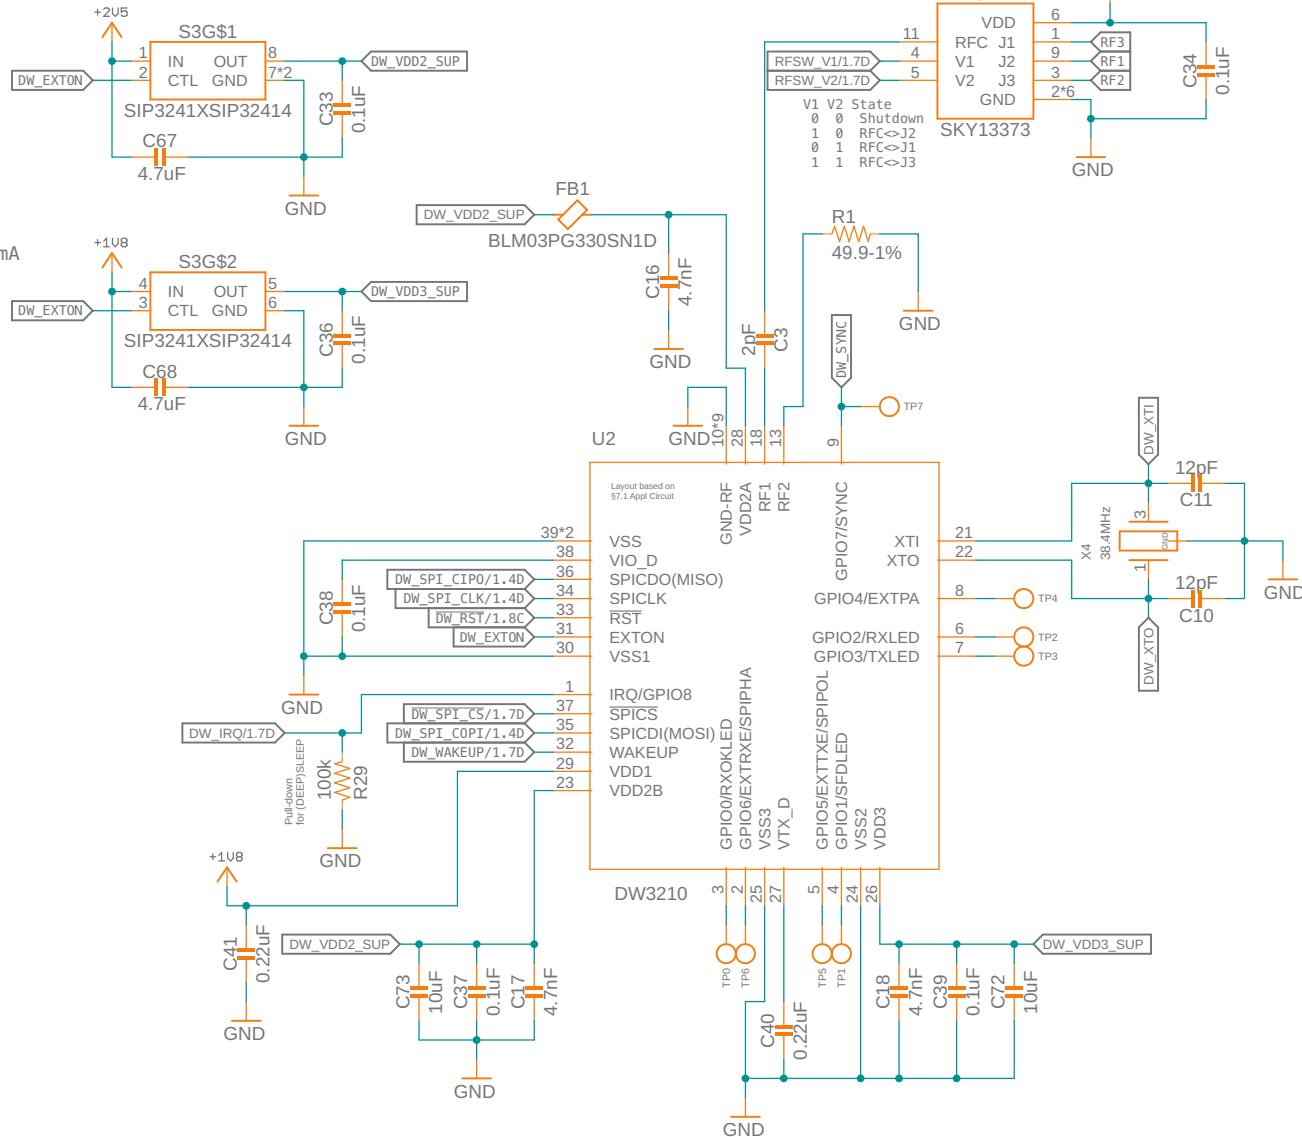 +2V5
S3G$1
1 IN OUT 8
2 CTL GND 7*2
DW_EXTON
DW_VDD2_SUP
SIP3241XSIP32414
C33
0.1uF
C67
4.7uF
GND
mA
+1V8
S3G$2
4 IN OUT 5
3 CTL GND 6
DW_EXTON
DW_VDD3_SUP
SIP3241XSIP32414
C36
0.1uF
C68
4.7uF
GND
VDD 6
11 RFC J1 1
4 V1 J2 9
5 V2 J3 3
GND 2*6
RFSW_V1/1.7D
RFSW_V2/1.7D
RF3
RF1
RF2
C34
0.1uF
SKY13373
GND
V1 V2 State
0 0 Shutdown
1 0 RFC<>J2
0 1 RFC<>J1
1 1 RFC<>J3
DW_VDD2_SUP
FB1
BLM03PG330SN1D
C16
4.7nF
GND
R1
49.9-1%
GND
2pF
C3
DW_SYNC
TP7
GND
10*9
28
18
13
9
U2
Layout based on
§7.1 Appl Circuit
GND-RF
VDD2A
RF1
RF2
GPIO7/SYNC
39*2 VSS
38 VIO_D
DW_SPI_CIPO/1.4D 36 SPICDO(MISO)
DW_SPI_CLK/1.4D 34 SPICLK
DW_RST/1.8C 33 RST
DW_EXTON 31 EXTON
30 VSS1
C38
0.1uF
GND
1 IRQ/GPIO8
DW_SPI_CS/1.7D 37 SPICS
DW_SPI_COPI/1.4D 35 SPICDI(MOSI)
DW_WAKEUP/1.7D 32 WAKEUP
29 VDD1
23 VDD2B
DW_IRQ/1.7D
Pull-down
for (DEEP)SLEEP
100k
R29
GND
XTI 21
XTO 22
GPIO4/EXTPA 8 TP4
GPIO2/RXLED 6 TP2
GPIO3/TXLED 7 TP3
DW_XTI
12pF
C11
X4
38.4MHz
3
GND
1
12pF
C10
DW_XTO
GND
GPIO0/RXOKLED
GPIO6/EXTRXE/SPIPHA
VSS3
VTX_D
GPIO5/EXTTXE/SPIPOL
GPIO1/SFDLED
VSS2
VDD3
DW3210
3
2
25
27
5
4
24
26
TP0
TP6
TP5
TP1
+1V8
C41
0.22uF
GND
DW_VDD2_SUP
C73
10uF
C37
0.1uF
C17
4.7nF
GND
C40
0.22uF
DW_VDD3_SUP
C18
4.7nF
C39
0.1uF
C72
10uF
GND